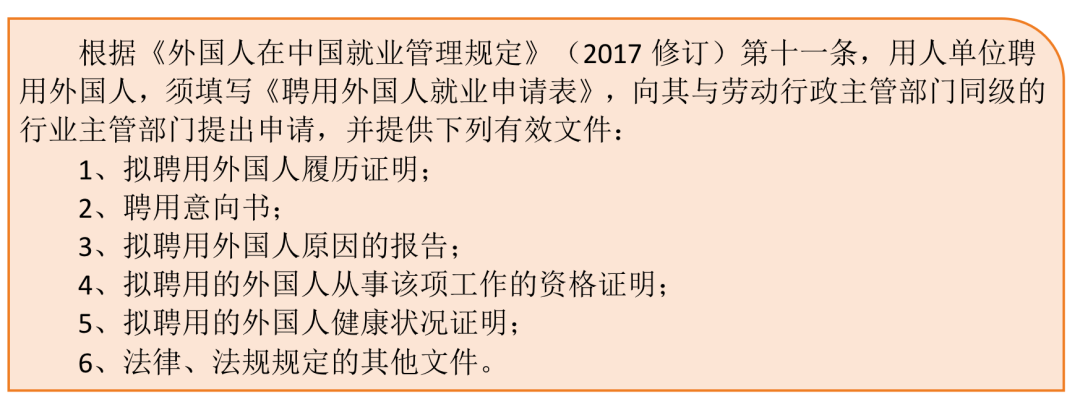 根据《外国人在中国就业管理规定》（2017 修订）第十一条，用人单位聘
用外国人，须填写《聘用外国人就业申请表》，向其与劳动行政主管部门同级的
行业主管部门提出申请，并提供下列有效文件：
1、拟聘用外国人履历证明；
2、聘用意向书；
3、拟聘用外国人原因的报告；
4、拟聘用的外国人从事该项工作的资格证明；
5、拟聘用的外国人健康状况证明；
6、法律、法规规定的其他文件。